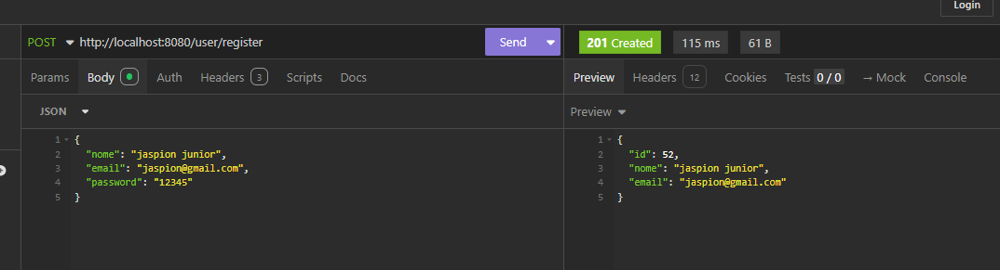 Login
POST http://localhost:8080/user/register Send 201 Created 115 ms 61 B
Params Body Auth Headers 3 Scripts Docs Preview Headers 12 Cookies Tests 0 / 0 → Mock Console
JSON Preview
1 {
2 "nome": "jaspion junior",
3 "email": "jaspion@gmail.com",
4 "password": "12345"
5 }
1 {
2 "id": 52,
3 "nome": "jaspion junior",
4 "email": "jaspion@gmail.com"
5 }